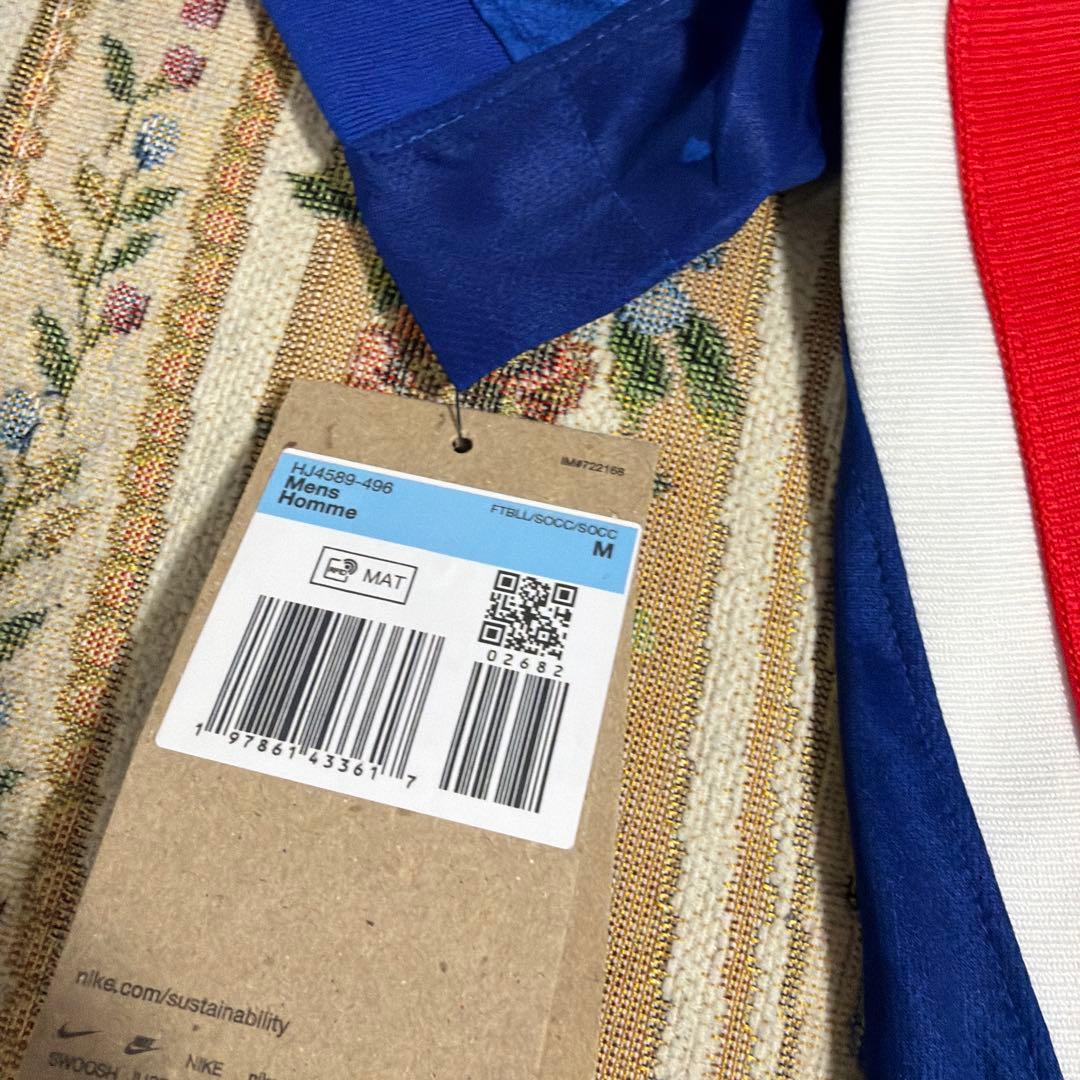 IM#722168
HJ4589-496
Mens
Homme
FTBLL/SOCC/SOCC
M
RFID MAT
02682
1 97861 43361 7
nike.com/sustainability
SWOOSH
NIKE